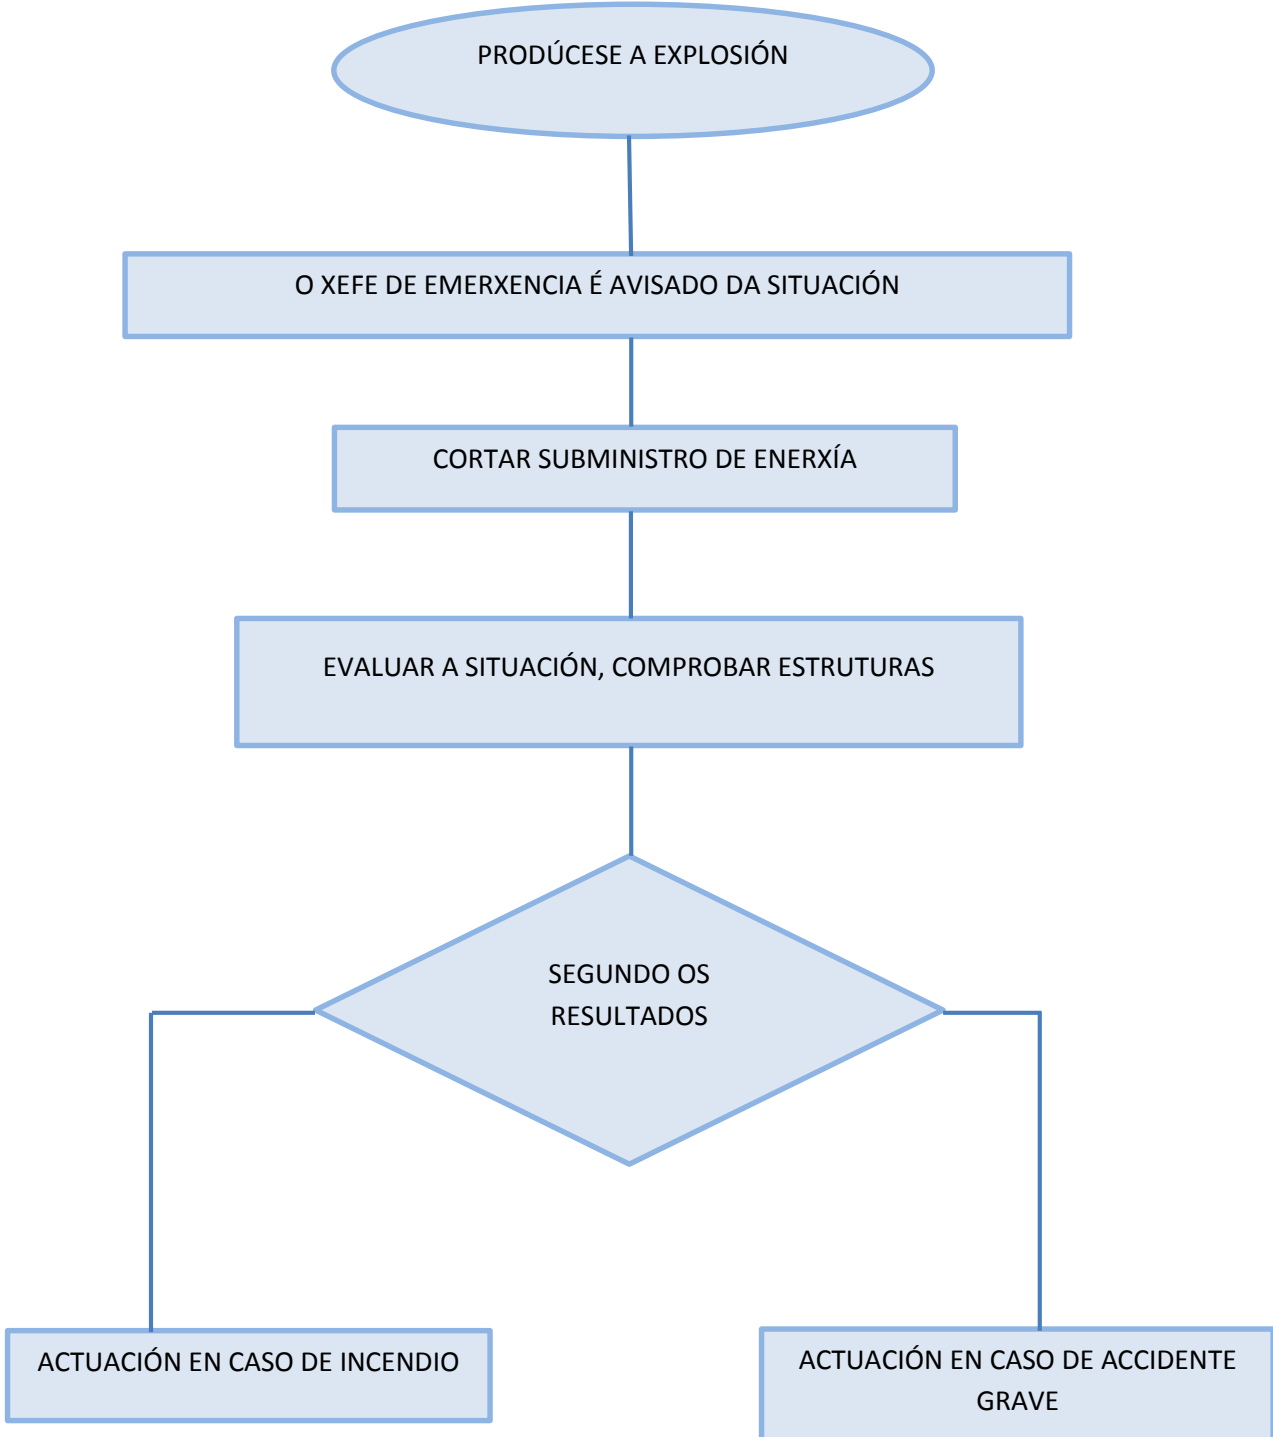 PRODÚCESE A EXPLOSIÓN
O XEFE DE EMERXENCIA É AVISADO DA SITUACIÓN
CORTAR SUBMINISTRO DE ENERXÍA
EVALUAR A SITUACIÓN, COMPROBAR ESTRUTURAS
SEGUNDO OS
RESULTADOS
ACTUACIÓN EN CASO DE INCENDIO
ACTUACIÓN EN CASO DE ACCIDENTE
GRAVE